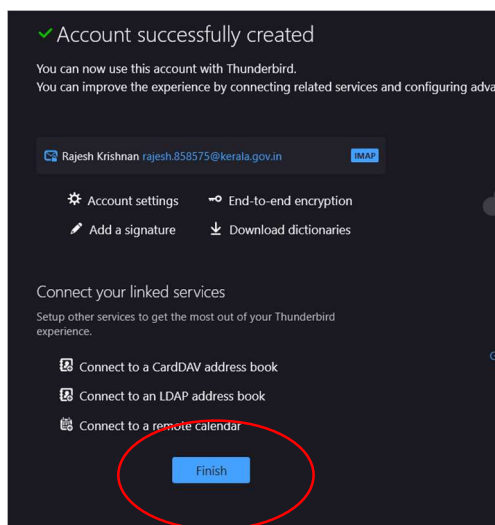 Account successfully created
You can now use this account with Thunderbird.
You can improve the experience by connecting related services and configuring adva
Rajesh Krishnan rajesh.858575@kerala.gov.in IMAP
Account settings End-to-end encryption
Add a signature Download dictionaries
Connect your linked services
Setup other services to get the most out of your Thunderbird
experience.
Connect to a CardDAV address book
Connect to an LDAP address book
Connect to a remote calendar
Finish